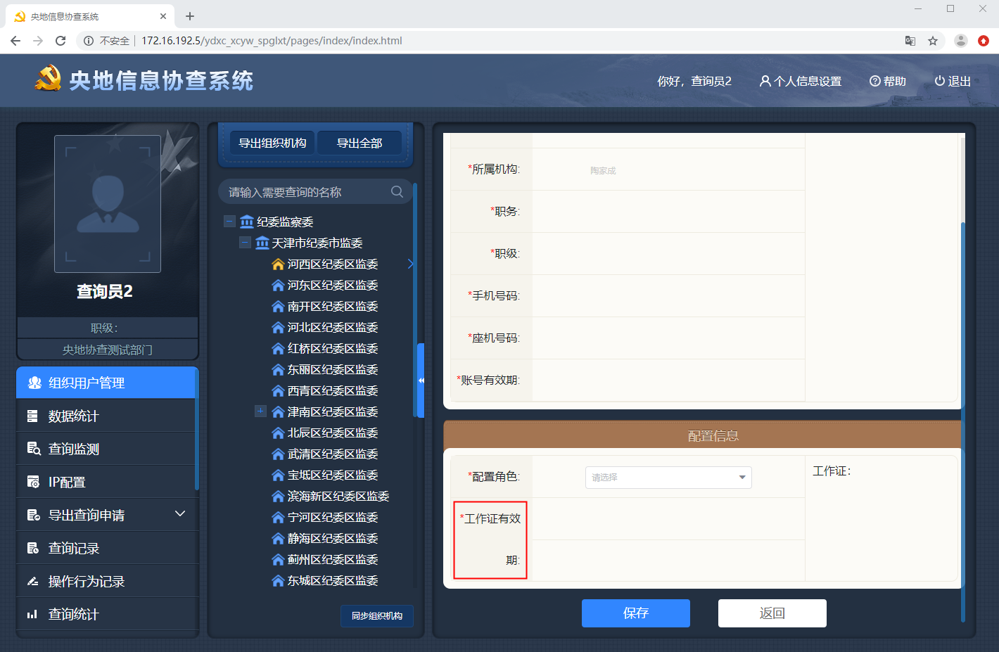 央地信息协查系统
不安全
172.16.192.5/ydxc_xcyw_spglxt/pages/index/index.html
央地信息协查系统
你好，查询员2
个人信息设置
帮助
退出
查询员2
职级：
央地协查测试部门
组织用户管理
数据统计
查询监测
IP配置
导出查询申请
查询记录
操作行为记录
查询统计
导出组织机构
导出全部
请输入需要查询的名称
纪委监察委
天津市纪委市监委
河西区纪委区监委
河东区纪委区监委
南开区纪委区监委
河北区纪委区监委
红桥区纪委区监委
东丽区纪委区监委
西青区纪委区监委
津南区纪委区监委
北辰区纪委区监委
武清区纪委区监委
宝坻区纪委区监委
滨海新区纪委区监委
宁河区纪委区监委
静海区纪委区监委
蓟州区纪委区监委
东城区纪委区监委
同步组织机构
*所属机构:
陶家成
*职务:
*职级:
*手机号码:
*座机号码:
*账号有效期:
配置信息
*配置角色:
请选择
工作证：
*工作证有效
期:
保存
返回